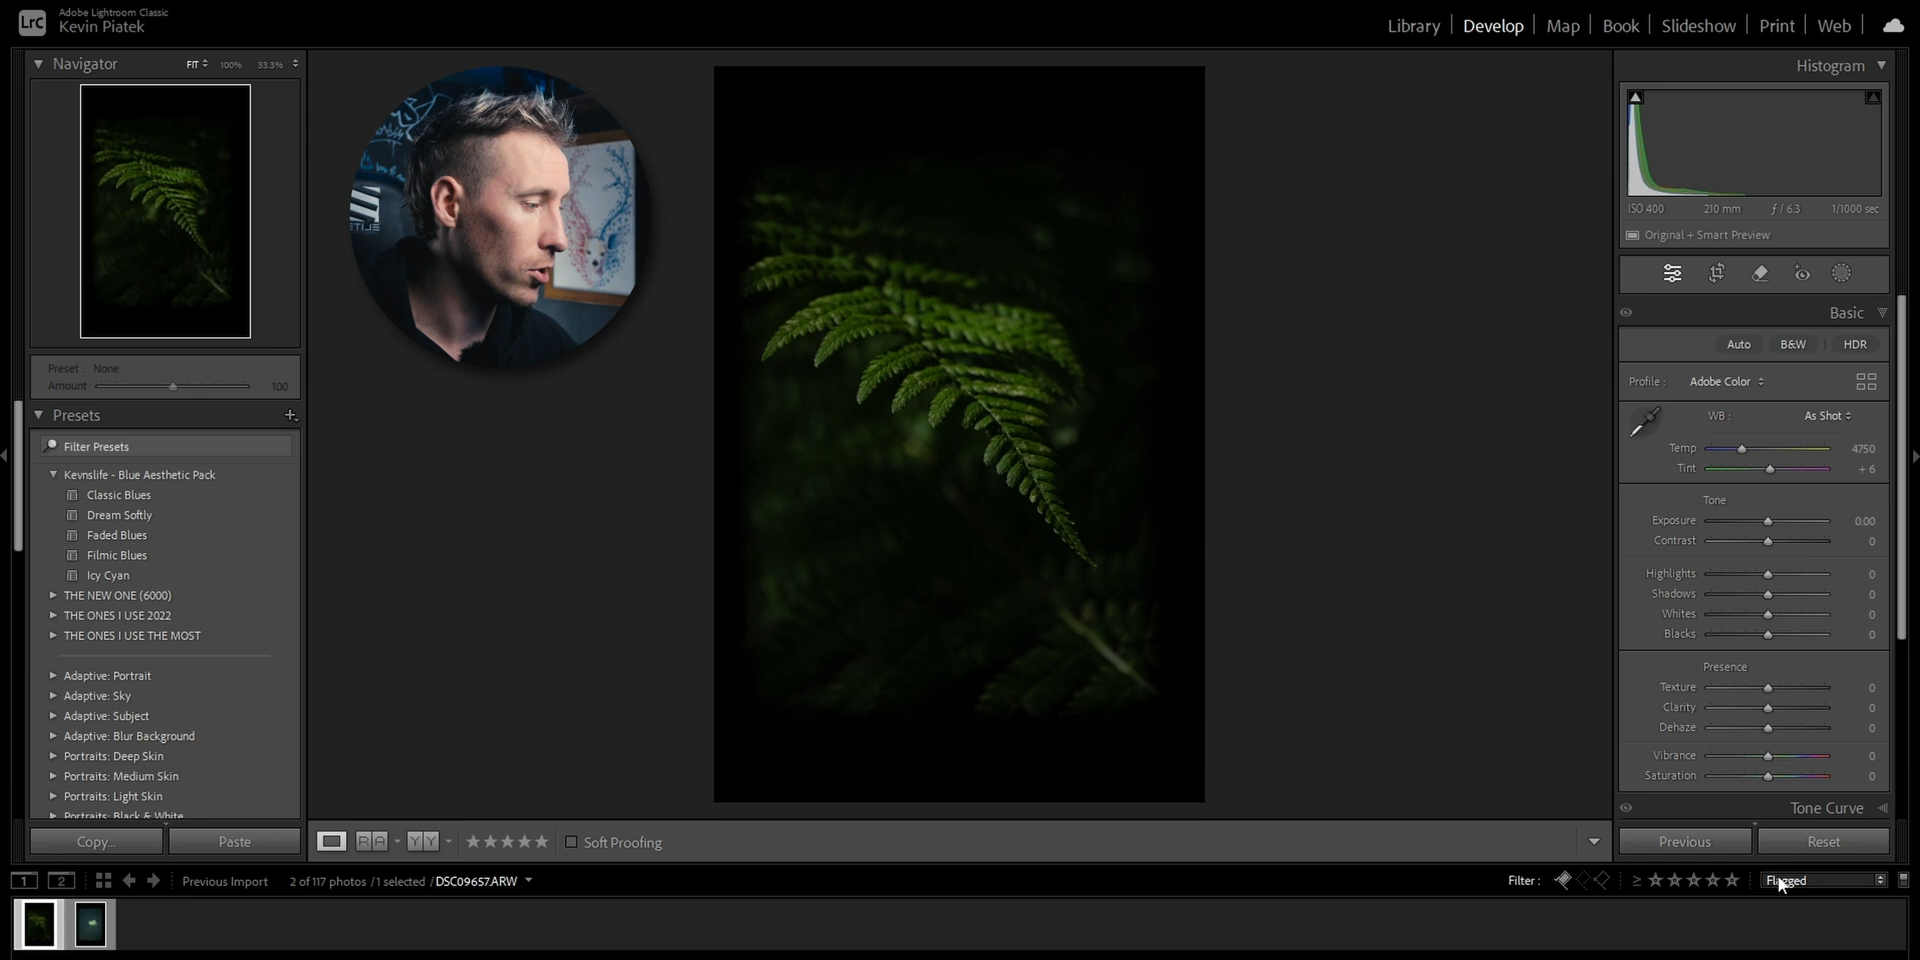 LrC
Adobe Lightroom Classic
Kevin Piatek
Library | Develop | Map | Book | Slideshow | Print | Web
Navigator
FIT
100%
33.3%
Preset : None
Amount 100
Presets
Filter Presets
Kevnslife - Blue Aesthetic Pack
Classic Blues
Dream Softly
Faded Blues
Filmic Blues
Icy Cyan
THE NEW ONE (6000)
THE ONES I USE 2022
THE ONES I USE THE MOST
Adaptive: Portrait
Adaptive: Sky
Adaptive: Subject
Adaptive: Blur Background
Portraits: Deep Skin
Portraits: Medium Skin
Portraits: Light Skin
Portraits: Black & White
Copy...
Paste
R A
Y Y
Soft Proofing
Histogram
ISO 400
210 mm
ƒ / 6.3
1/1000 sec
Original + Smart Preview
Basic
Auto
B&W
HDR
Profile : Adobe Color
WB : As Shot
Temp 4750
Tint + 6
Tone
Exposure 0.00
Contrast 0
Highlights 0
Shadows 0
Whites 0
Blacks 0
Presence
Texture 0
Clarity 0
Dehaze 0
Vibrance 0
Saturation 0
Tone Curve
Previous
Reset
1
2
Previous Import
2 of 117 photos / 1 selected / DSC09657.ARW
Filter :
≥
Flagged